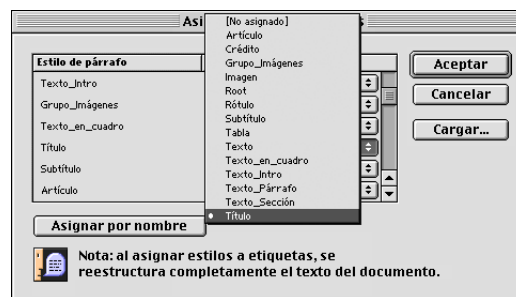 Asi
s
[No asignado]
Artículo
Crédito
Grupo_Imágenes
Imagen
Root
Rótulo
Subtítulo
Tabla
Texto
Texto_en_cuadro
Texto_Intro
Texto_Párrafo
Texto_Sección
Título
Estilo de párrafo
Texto_Intro
Grupo_Imágenes
Texto_en_cuadro
Título
Subtítulo
Artículo
Aceptar
Cancelar
Cargar...
Asignar por nombre
Nota: al asignar estilos a etiquetas, se
reestructura completamente el texto del documento.